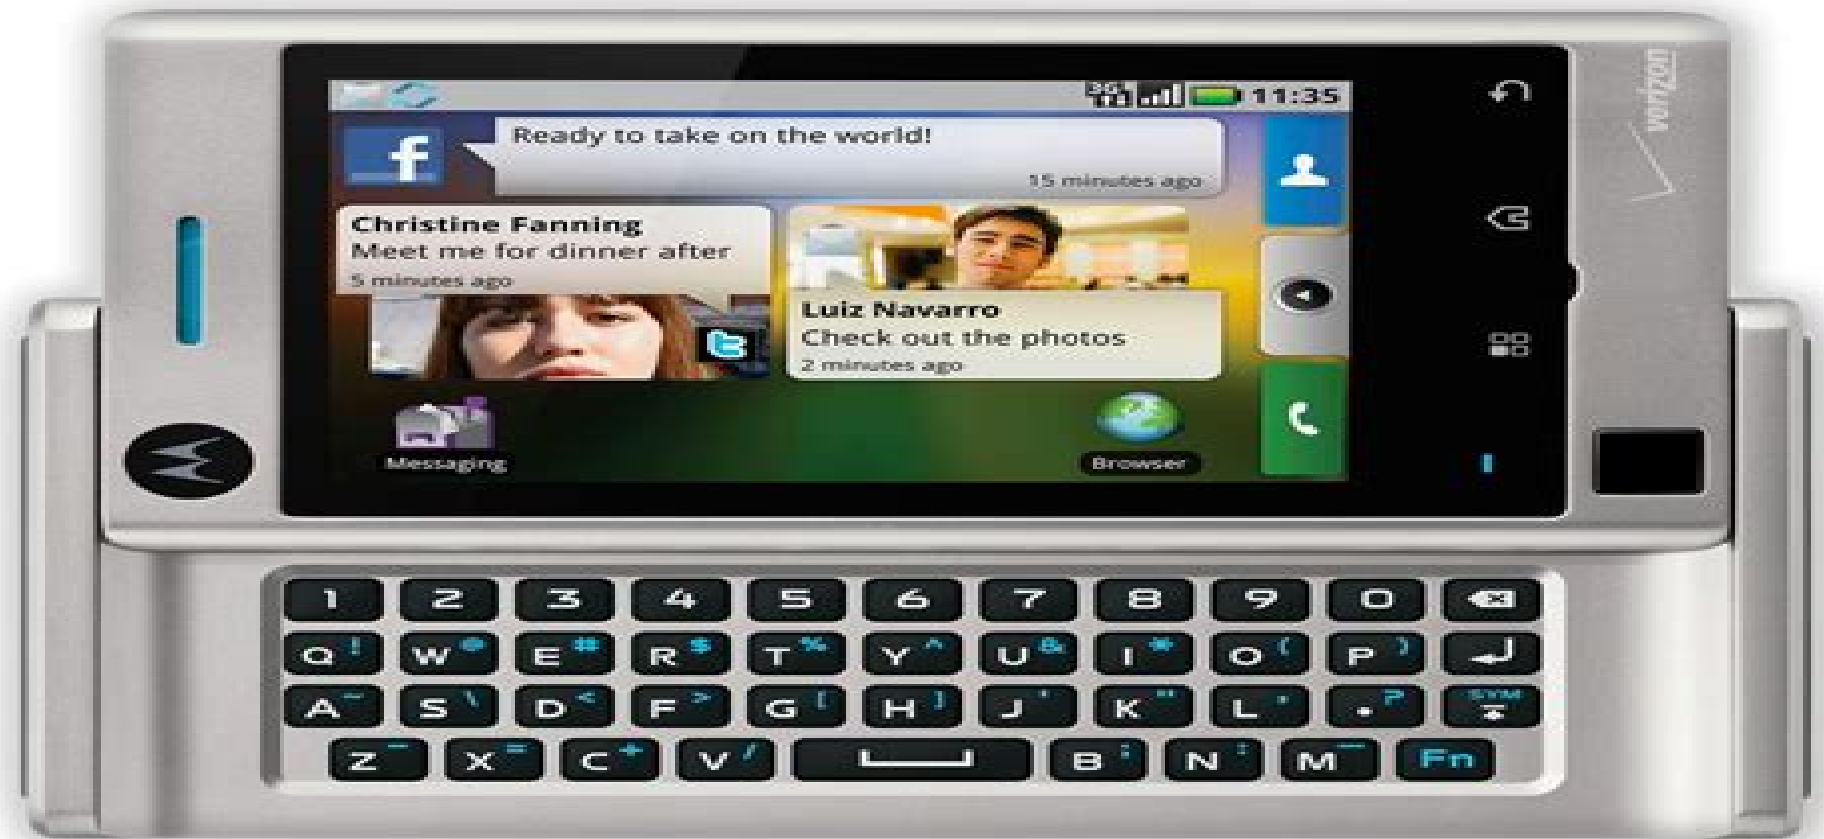 3G 11:35
Ready to take on the world!
15 minutes ago
Christine Fanning
Meet me for dinner after
5 minutes ago
Luiz Navarro
Check out the photos
2 minutes ago
Messaging
Browser
verizon
1 2 3 4 5 6 7 8 9 0
Q ! W @ E # R $ T % Y ^ U & I * O ( P )
A ~ S \ D < F > G [ H ] J ' K " L , . ? SYM
Z - X = C + V / B ; N : M _ Fn